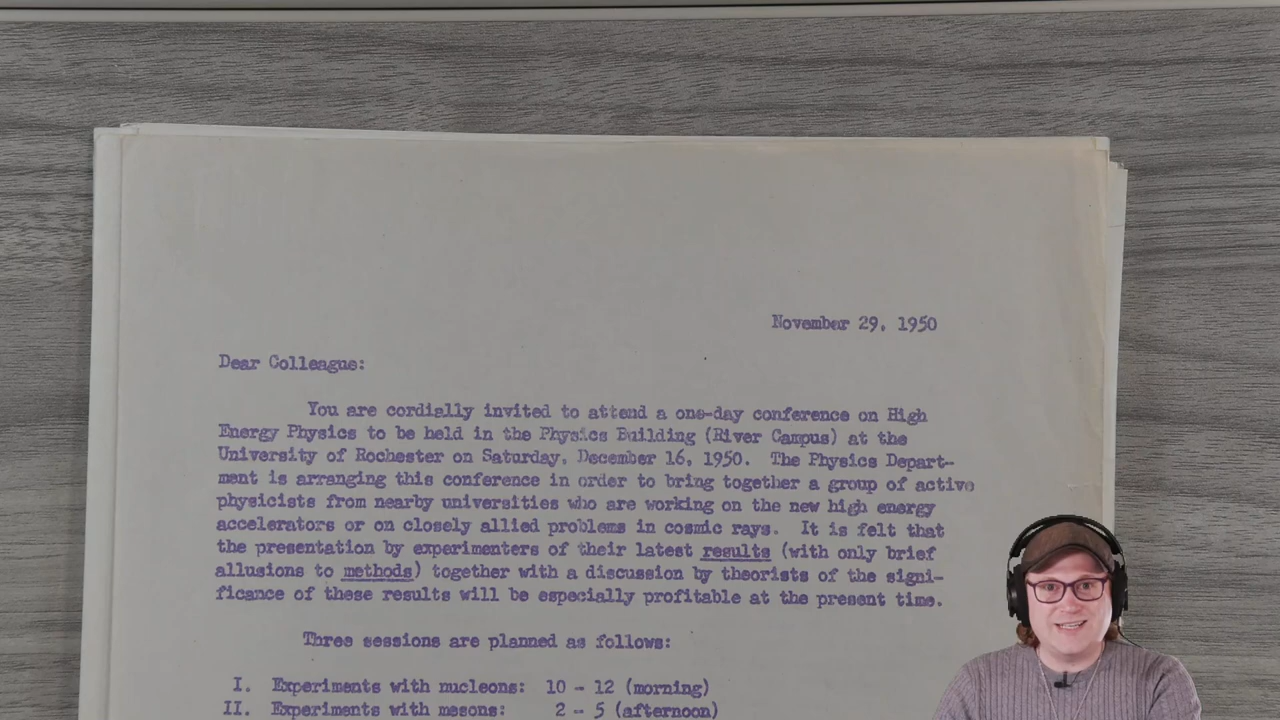 November 29, 1950
Dear Colleague:
You are cordially invited to attend a one-day conference on High
Energy Physics to be held in the Physics Building (River Campus) at the
University of Rochester on Saturday, December 16, 1950. The Physics Depart-
ment is arranging this conference in order to bring together a group of active
physicists from nearby universities who are working on the new high energy
accelerators or on closely allied problems in cosmic rays. It is felt that
the presentation by experimenters of their latest results (with only brief
allusions to methods) together with a discussion by theorists of the signi-
ficance of these results will be especially profitable at the present time.
Three sessions are planned as follows:
I. Experiments with nucleons: 10 - 12 (morning)
II. Experiments with mesons: 2 - 5 (afternoon)